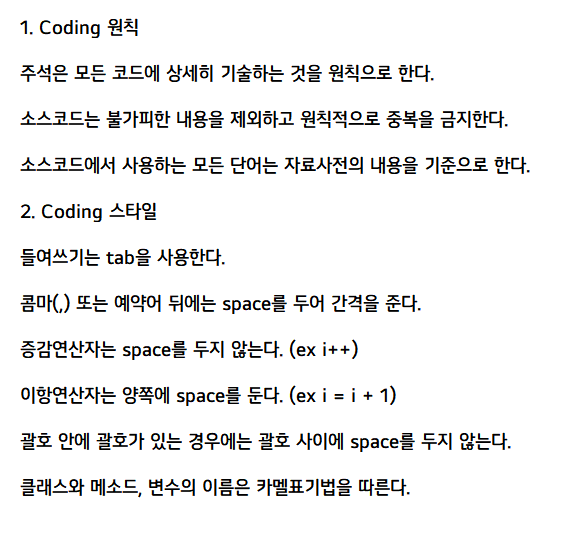 1. Coding 원칙
주석은 모든 코드에 상세히 기술하는 것을 원칙으로 한다.
소스코드는 불가피한 내용을 제외하고 원칙적으로 중복을 금지한다.
소스코드에서 사용하는 모든 단어는 자료사전의 내용을 기준으로 한다.
2. Coding 스타일
들여쓰기는 tab을 사용한다.
콤마(,) 또는 예약어 뒤에는 space를 두어 간격을 준다.
증감연산자는 space를 두지 않는다. (ex i++)
이항연산자는 양쪽에 space를 둔다. (ex i = i + 1)
괄호 안에 괄호가 있는 경우에는 괄호 사이에 space를 두지 않는다.
클래스와 메소드, 변수의 이름은 카멜표기법을 따른다.